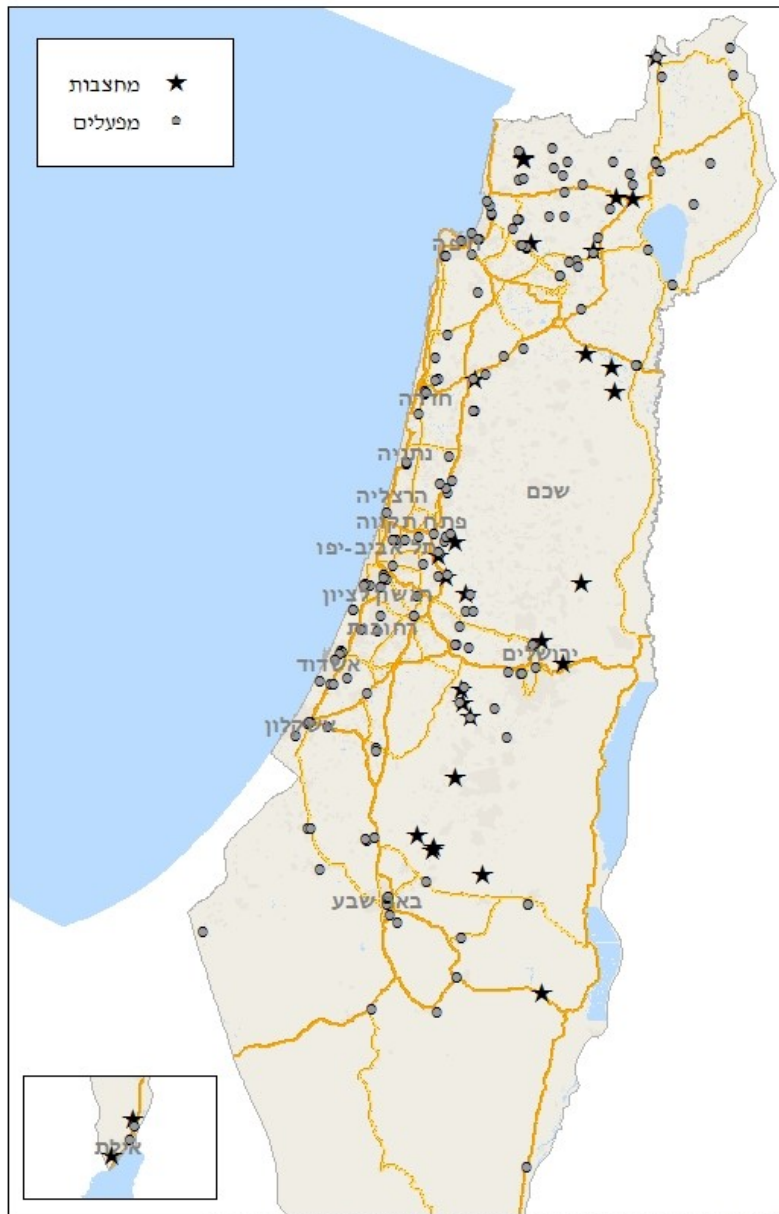 מחצבות
מפעלים
חיפה
חדרה
נתניה
הרצליה
שכם
פתח תקווה
תל אביב-יפו
ראשון לציון
רחובות
ירושלים
אשדוד
אשקלון
באר שבע
אילת